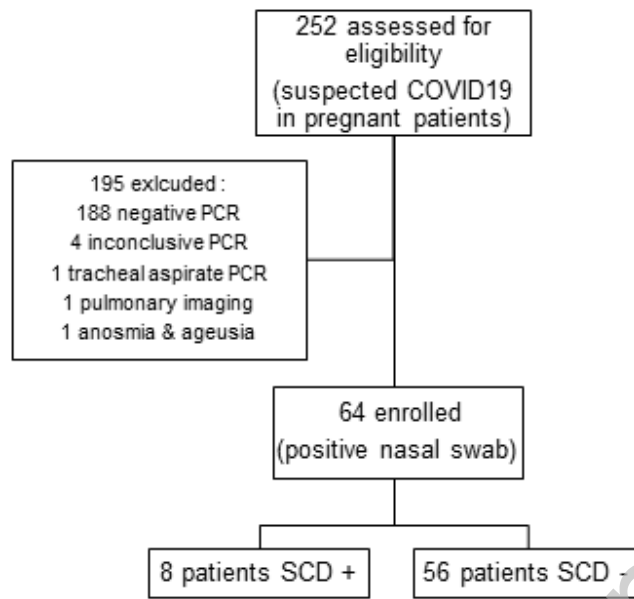 252 assessed for
eligibility
(suspected COVID19
in pregnant patients)
195 exlcuded :
188 negative PCR
4 inconclusive PCR
1 tracheal aspirate PCR
1 pulmonary imaging
1 anosmia & ageusia
64 enrolled
(positive nasal swab)
8 patients SCD +
56 patients SCD -